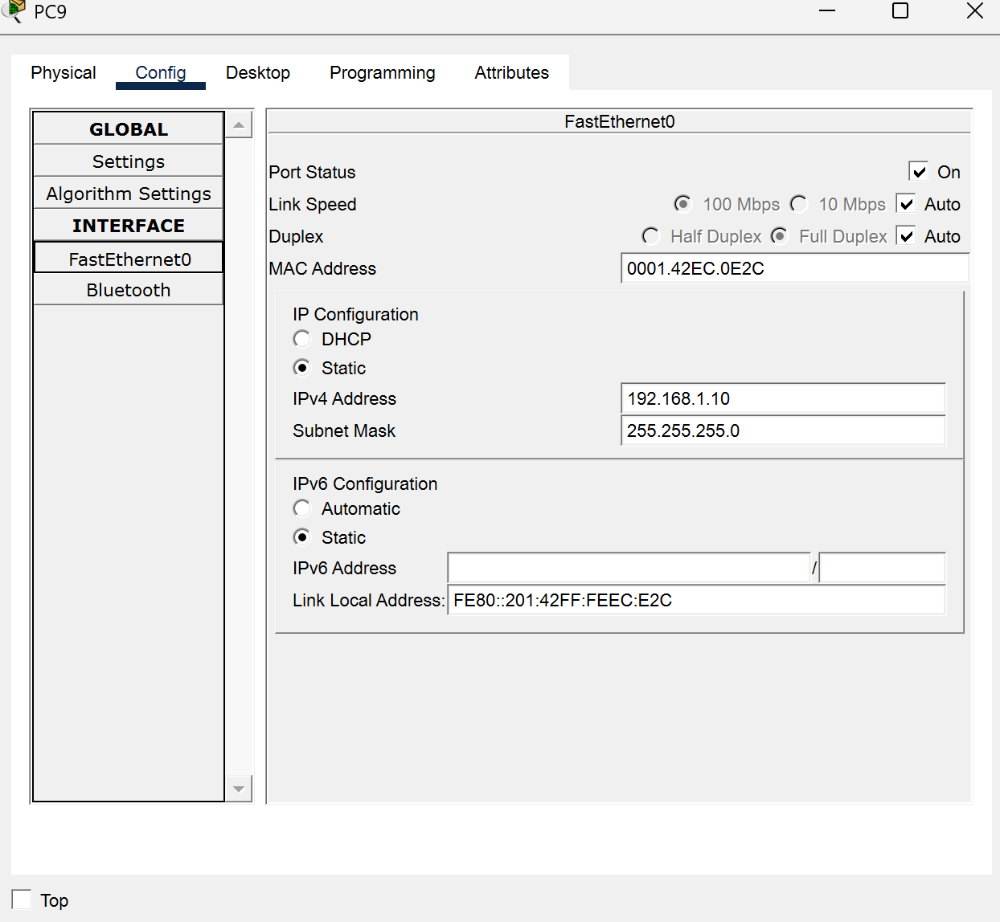 PC9
Physical Config Desktop Programming Attributes
GLOBAL
Settings
Algorithm Settings
INTERFACE
FastEthernet0
Bluetooth
FastEthernet0
Port Status On
Link Speed 100 Mbps 10 Mbps Auto
Duplex Half Duplex Full Duplex Auto
MAC Address 0001.42EC.0E2C
IP Configuration
DHCP
Static
IPv4 Address 192.168.1.10
Subnet Mask 255.255.255.0
IPv6 Configuration
Automatic
Static
IPv6 Address /
Link Local Address: FE80::201:42FF:FEEC:E2C
Top